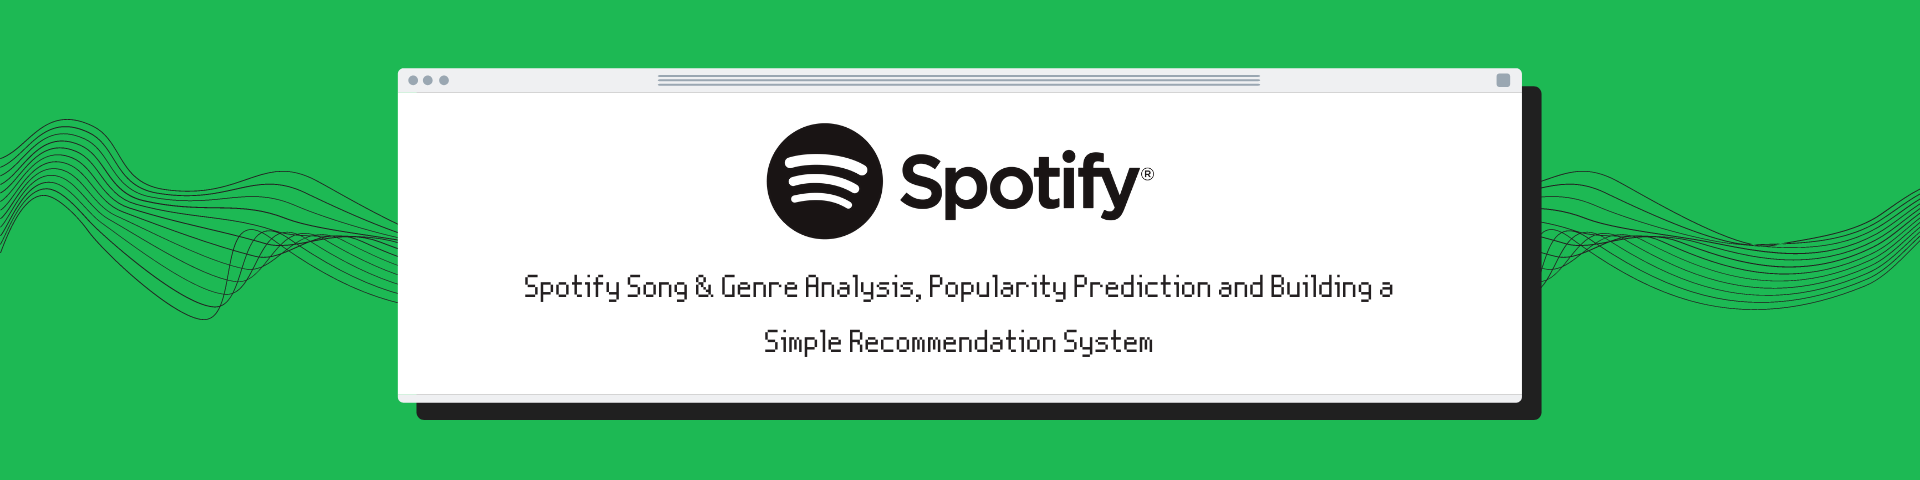 Spotify®
Spotify Song & Genre Analysis, Popularity Prediction and Building a
Simple Recommendation System